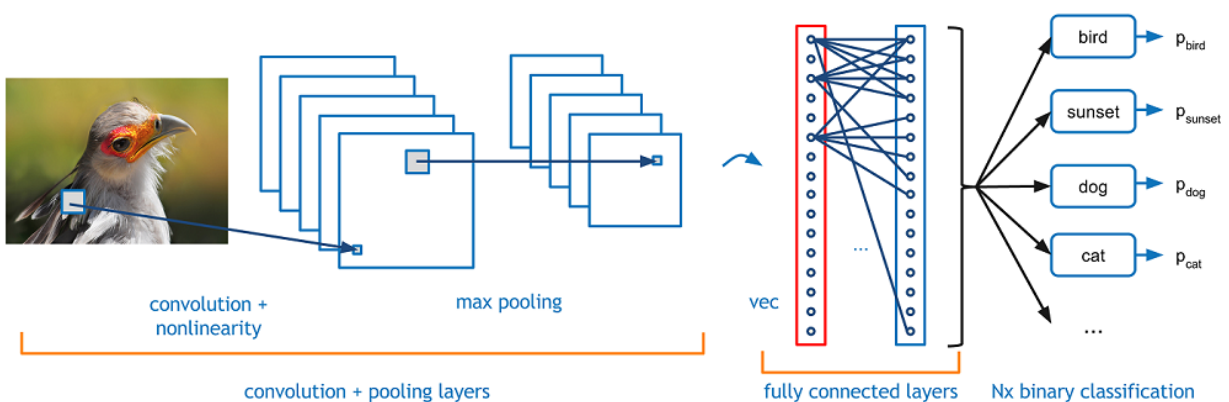 bird
p_bird
sunset
p_sunset
dog
p_dog
cat
p_cat
...
...
convolution +
nonlinearity
max pooling
vec
convolution + pooling layers
fully connected layers
Nx binary classification